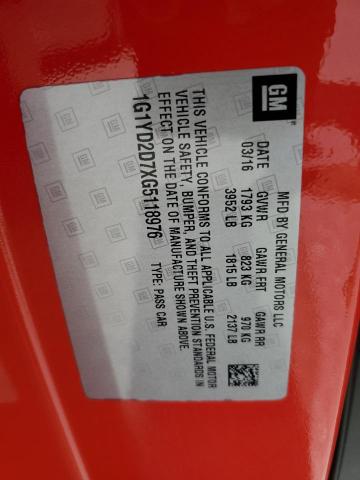 GM
MFD BY GENERAL MOTORS LLC
DATE GVWR GAWR FRT GAWR RR
03/16 1793 KG 823 KG 970 KG
3952 LB 1815 LB 2137 LB
THIS VEHICLE CONFORMS TO ALL APPLICABLE U.S. FEDERAL MOTOR
VEHICLE SAFETY, BUMPER, AND THEFT PREVENTION STANDARDS IN
EFFECT ON THE DATE OF MANUFACTURE SHOWN ABOVE.
1G1YD2D7XG5118976 TYPE: PASS CAR